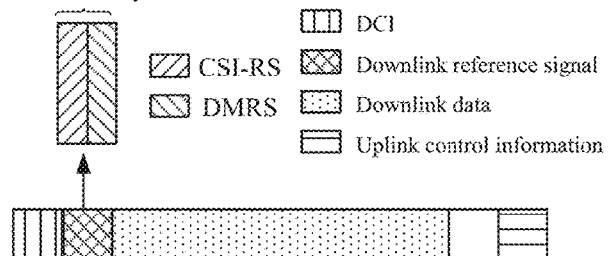 DCI
CSI-RS
Downlink reference signal
DMRS
Downlink data
Uplink control information